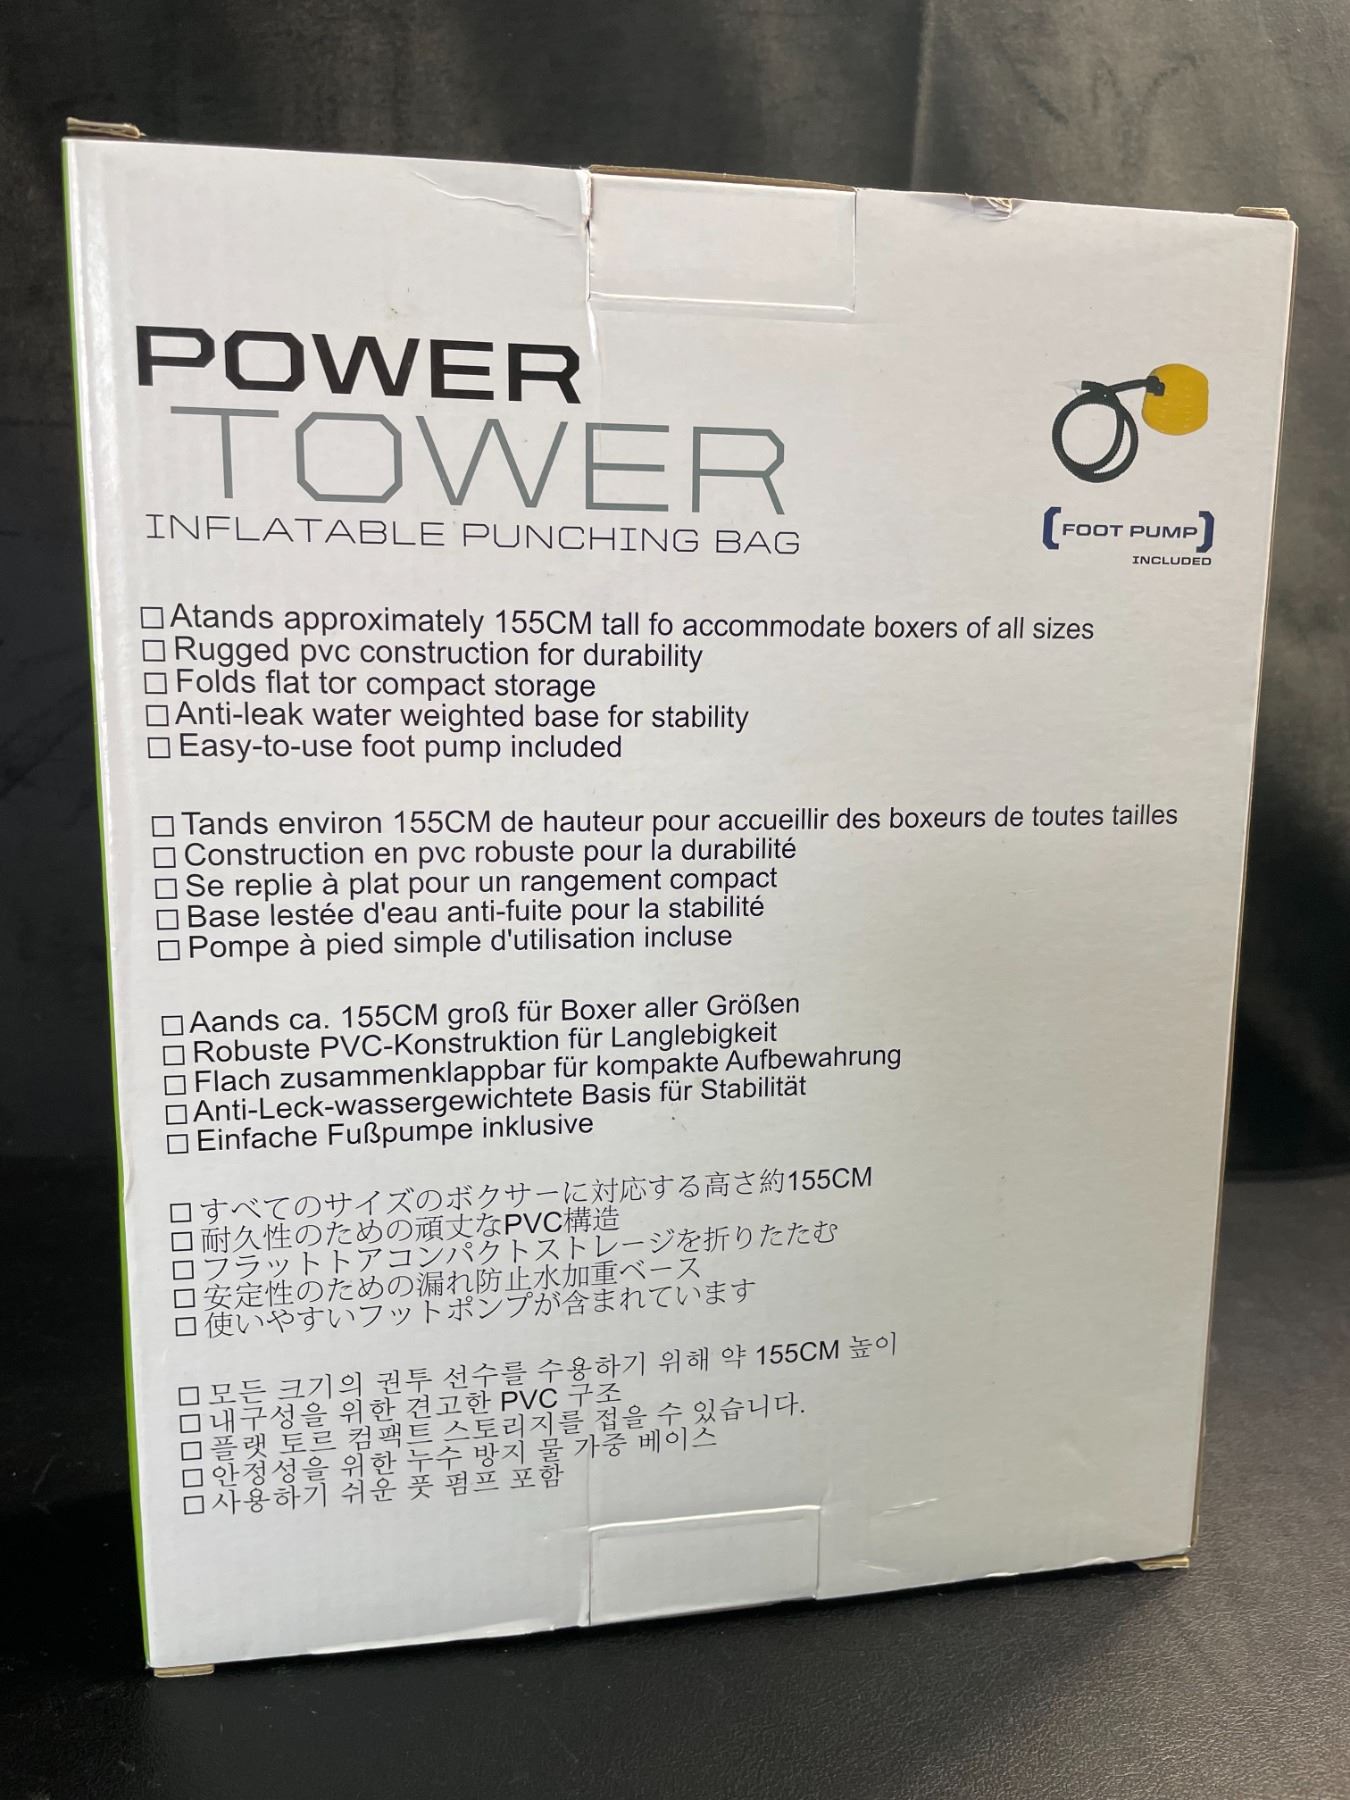 POWER
TOWER
INFLATABLE PUNCHING BAG
[FOOT PUMP]
INCLUDED
□ Atands approximately 155CM tall fo accommodate boxers of all sizes
□ Rugged pvc construction for durability
□ Folds flat tor compact storage
□ Anti-leak water weighted base for stability
□ Easy-to-use foot pump included
□ Tands environ 155CM de hauteur pour accueillir des boxeurs de toutes tailles
□ Construction en pvc robuste pour la durabilité
□ Se replie à plat pour un rangement compact
□ Base lestée d'eau anti-fuite pour la stabilité
□ Pompe à pied simple d'utilisation incluse
□ Aands ca. 155CM groß für Boxer aller Größen
□ Robuste PVC-Konstruktion für Langlebigkeit
□ Flach zusammenklappbar für kompakte Aufbewahrung
□ Anti-Leck-wassergewichtete Basis für Stabilität
□ Einfache Fußpumpe inklusive
□ すべてのサイズのボクサーに対応する高さ約155CM
□ 耐久性のための頑丈なPVC構造
□ フラットトアコンパクトストレージを折りたたむ
□ 安定性のための漏れ防止水加重ベース
□ 使いやすいフットポンプが含まれています
□ 모든 크기의 권투 선수를 수용하기 위해 약 155CM 높이
□ 내구성을 위한 견고한 PVC 구조
□ 플랫 토르 컴팩트 스토리지를 접을 수 있습니다.
□ 안정성을 위한 누수 방지 물 가중 베이스
□ 사용하기 쉬운 풋 펌프 포함